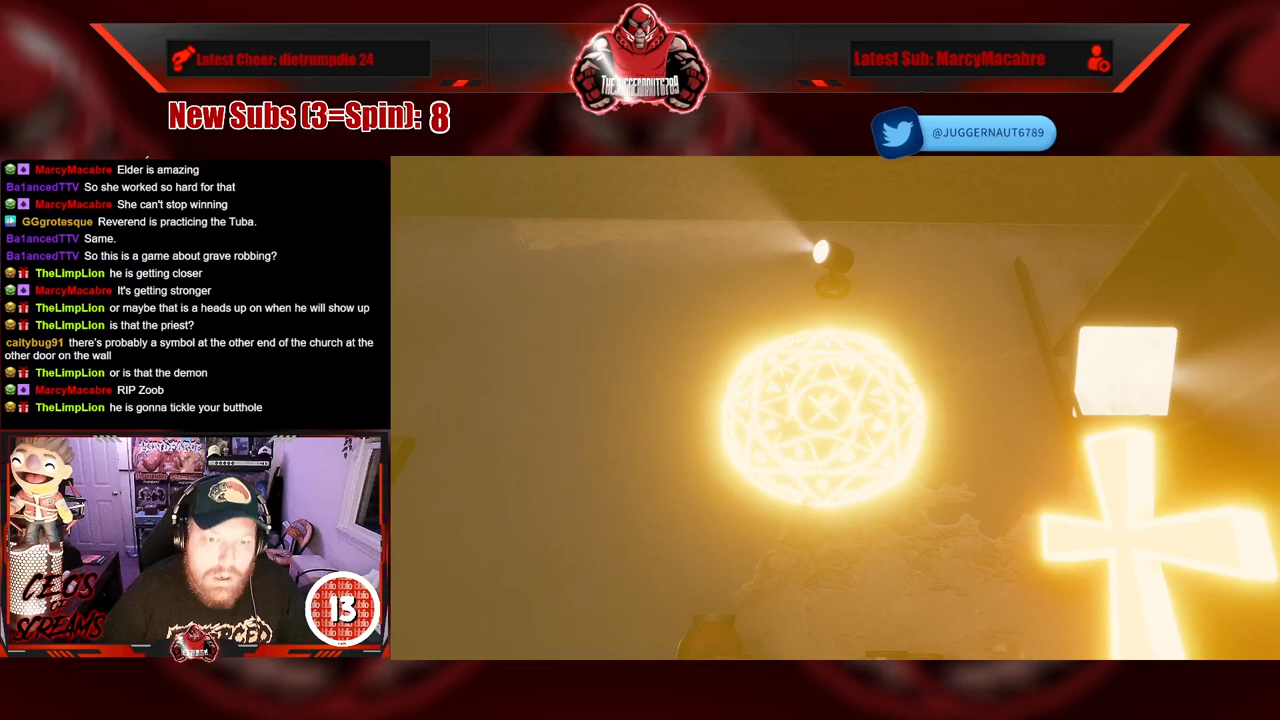 Latest Cheer: dietrumpdie 24
THEJUGGERNAUT6789
Latest Sub: MarcyMacabre
New Subs (3=Spin): 8
@JUGGERNAUT6789
MarcyMacabre Elder is amazing
Ba1ancedTTV So she worked so hard for that
MarcyMacabre She can't stop winning
GGgrotesque Reverend is practicing the Tuba.
Ba1ancedTTV Same.
Ba1ancedTTV So this is a game about grave robbing?
TheLimpLion he is getting closer
MarcyMacabre It's getting stronger
TheLimpLion or maybe that is a heads up on when he will show up
TheLimpLion is that the priest?
caitybug91 there's probably a symbol at the other end of the church at the
other door on the wall
TheLimpLion or is that the demon
MarcyMacabre RIP Zoob
TheLimpLion he is gonna tickle your butthole
CEO'S
OF
SCREAMS
13